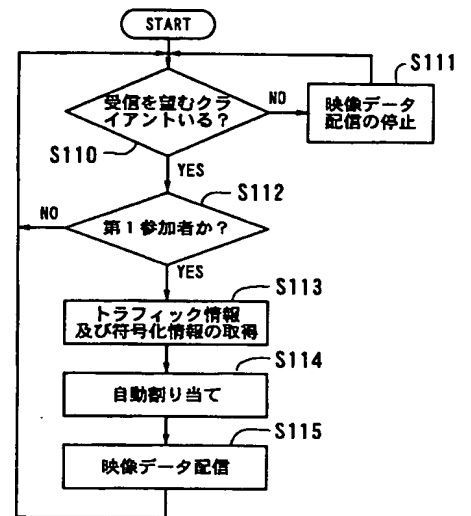 START
S111
受信を望むクラ
イアントいる？
NO
映像データ
配信の停止
S110
YES
S112
NO
第1参加者か？
YES
S113
トラフィック情報
及び符号化情報の取得
S114
自動割り当て
S115
映像データ配信